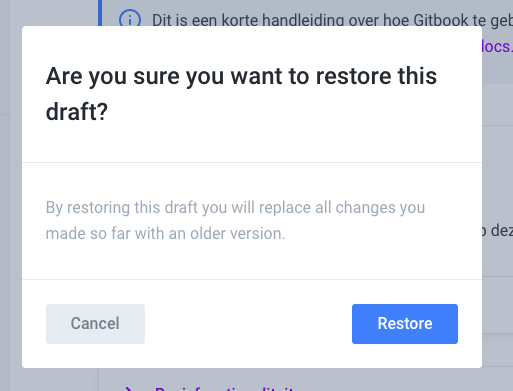 Dit is een korte handleiding over hoe Gitbook te geb
docs.
Are you sure you want to restore this
draft?
By restoring this draft you will replace all changes you
made so far with an older version.
dez
Cancel
Restore